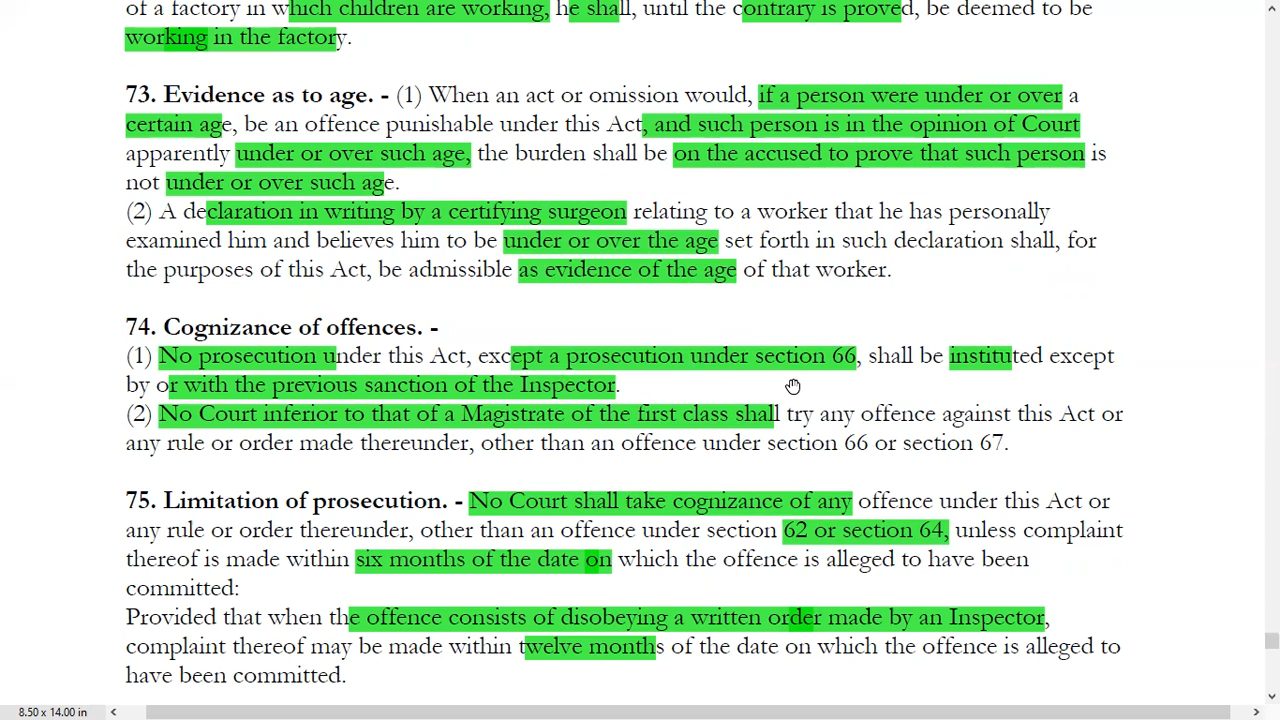 of a factory in which children are working, he shall, until the contrary is proved, be deemed to be
working in the factory.
73. Evidence as to age. - (1) When an act or omission would, if a person were under or over a
certain age, be an offence punishable under this Act, and such person is in the opinion of Court
apparently under or over such age, the burden shall be on the accused to prove that such person is
not under or over such age.
(2) A declaration in writing by a certifying surgeon relating to a worker that he has personally
examined him and believes him to be under or over the age set forth in such declaration shall, for
the purposes of this Act, be admissible as evidence of the age of that worker.
74. Cognizance of offences. -
(1) No prosecution under this Act, except a prosecution under section 66, shall be instituted except
by or with the previous sanction of the Inspector.
(2) No Court inferior to that of a Magistrate of the first class shall try any offence against this Act or
any rule or order made thereunder, other than an offence under section 66 or section 67.
75. Limitation of prosecution. - No Court shall take cognizance of any offence under this Act or
any rule or order thereunder, other than an offence under section 62 or section 64, unless complaint
thereof is made within six months of the date on which the offence is alleged to have been
committed:
Provided that when the offence consists of disobeying a written order made by an Inspector,
complaint thereof may be made within twelve months of the date on which the offence is alleged to
have been committed.
8.50 x 14.00 in